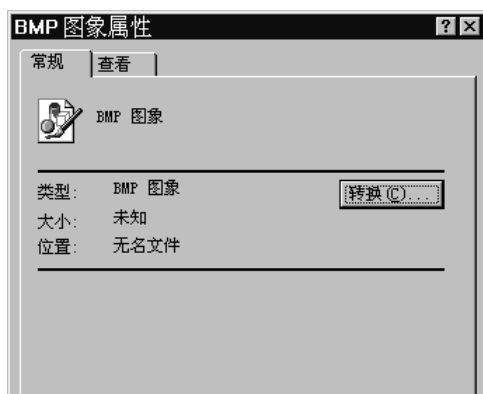 BMP 图象属性
常规 查看
BMP 图象
类型: BMP 图象 转换(C)...
大小: 未知
位置: 无名文件